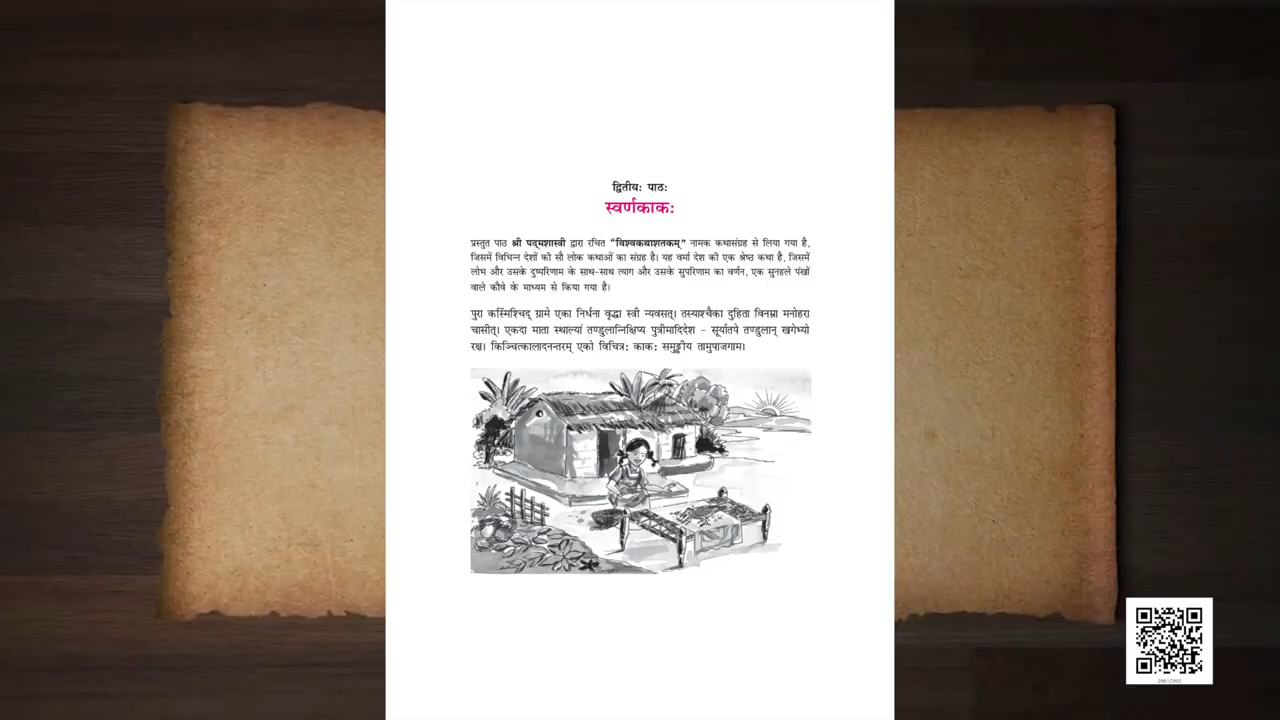 द्वितीयः पाठः
स्वर्णकाकः
प्रस्तुत पाठ श्री पद्मशास्त्री द्वारा रचित "विश्वकथाशतकम्" नामक कथासंग्रह से लिया गया है,
जिसमें विभिन्न देशों की सौ लोक कथाओं का संग्रह है। यह वर्मा देश की एक श्रेष्ठ कथा है, जिसमें
लोभ और उसके दुष्परिणाम के साथ-साथ त्याग और उसके सुपरिणाम का वर्णन, एक सुनहले पंखों
वाले कौवे के माध्यम से किया गया है।
पुरा कस्मिंश्चिद् ग्रामे एका निर्धना वृद्धा स्त्री न्यवसत्। तस्याश्चैका दुहिता विनम्रा मनोहरा
चासीत्। एकदा माता स्थाल्यां तण्डुलान्निक्षिप्य पुत्रीमादिदेश – सूर्यातपे तण्डुलान् खगेभ्यो
रक्ष। किञ्चित्कालादनन्तरम् एको विचित्रः काकः समुड्डीय तामुपाजगाम।